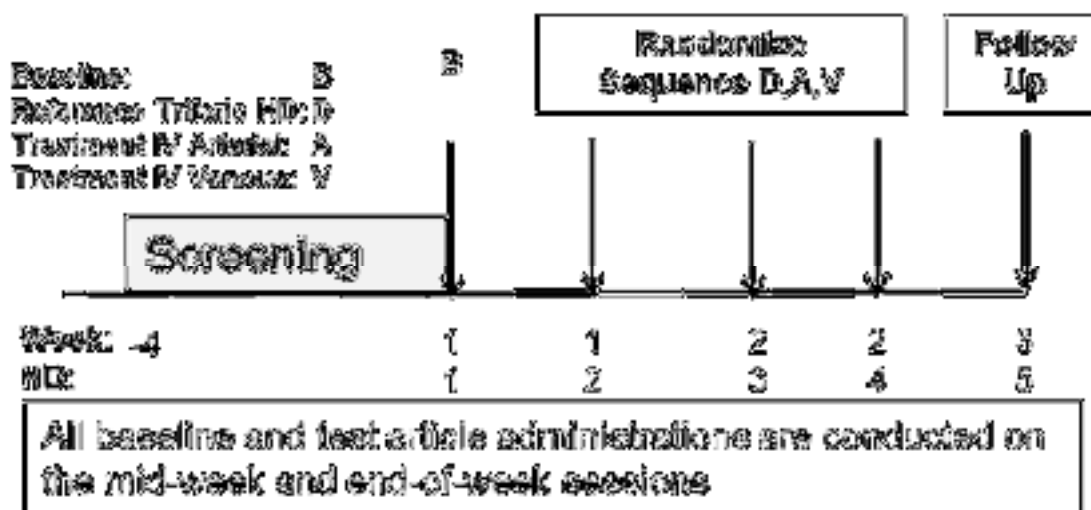 Baseline: B
Reference Triferic HD: D
Treatment IV Arterial: A
Treatment IV Venous: V
B
Randomize
Sequence D,A,V
Follow
Up
Screening
Week: -4 1 1 2 2 3
HD: 1 2 3 4 5
All baseline and test article administrations are conducted on
the mid-week and end-of-week sessions